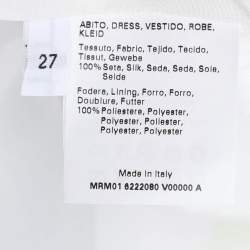 ABITO, DRESS, VESTIDO, ROBE,
KLEID
27
Tessuto, Fabric, Tejido, Tecido,
Tissut, Gewebe
100% Seta, Silk, Seda, Seda, Soie,
Seide
Fodera, Lining, Forro, Forro,
Doublure, Futter
100% Poliestere, Polyester,
Poliester, Poliester,
Polyester, Polyester
Made in Italy
MRM01 6222080 V00000 A